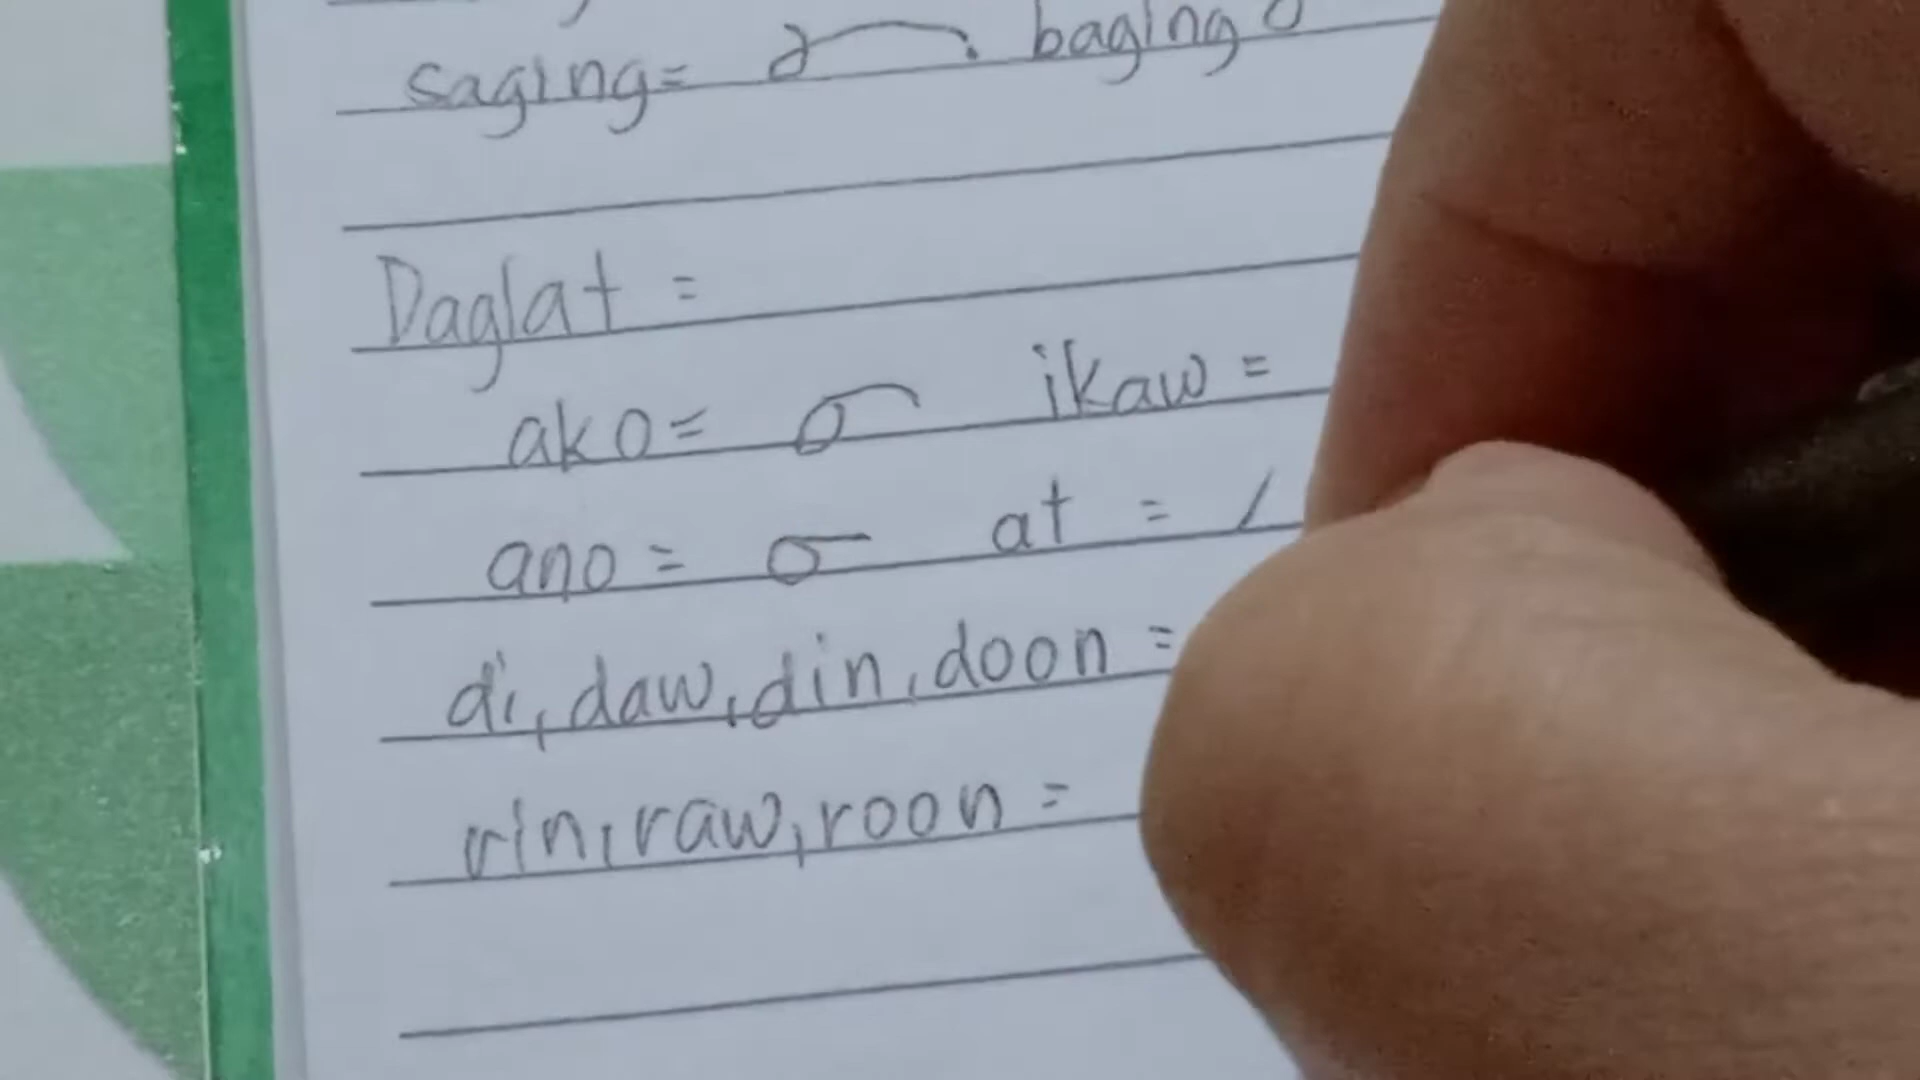 saging= baging
Daglat =
ako= ikaw =
ano = at =
di, daw, din, doon =
rin, raw, roon =